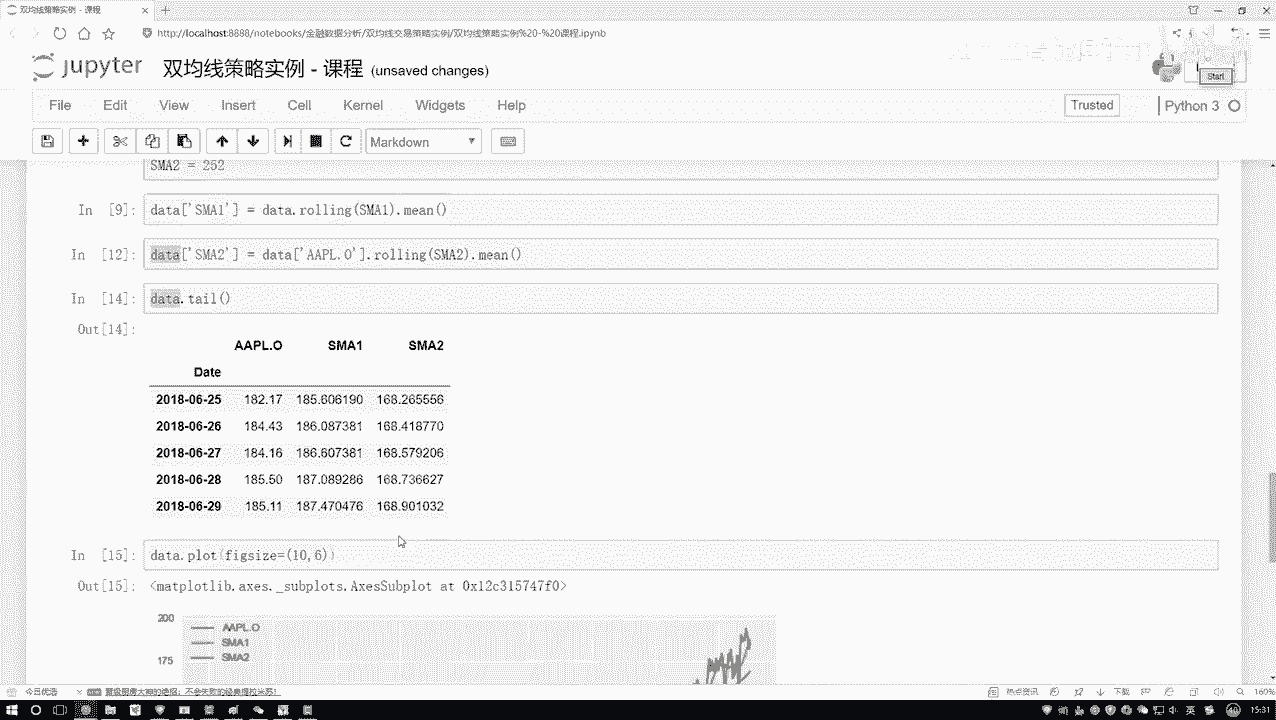 双均线策略实例 - 课程
http://localhost:8888/notebooks/金融数据分析/双均线交易策略实例/双均线策略实例%20-%20课程.ipynb
jupyter 双均线策略实例 - 课程 (unsaved changes)
Start
File Edit View Insert Cell Kernel Widgets Help
Trusted Python 3
Markdown
SMA2 = 252
In [9]: data['SMA1'] = data.rolling(SMA1).mean()
In [12]: data['SMA2'] = data['AAPL.O'].rolling(SMA2).mean()
In [14]: data.tail()
Out[14]:
AAPL.O SMA1 SMA2
Date
2018-06-25 182.17 185.606190 168.265556
2018-06-26 184.43 186.087381 168.418770
2018-06-27 184.16 186.607381 168.579206
2018-06-28 185.50 187.089286 168.736627
2018-06-29 185.11 187.470476 168.901032
In [15]: data.plot(figsize=(10,6))
Out[15]: <matplotlib.axes._subplots.AxesSubplot at 0x12c315747f0>
200
AAPL.O
SMA1
SMA2
175
今日优选
热点资讯
下载
160%
15:31